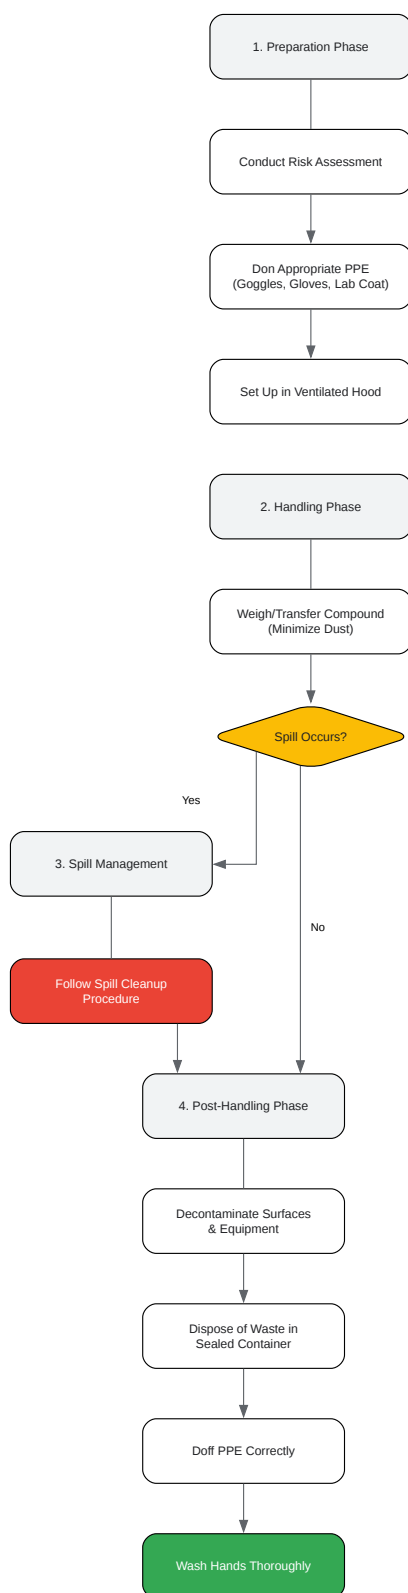 1. Preparation Phase
Conduct Risk Assessment
Don Appropriate PPE
(Goggles, Gloves, Lab Coat)
Set Up in Ventilated Hood
2. Handling Phase
Weigh/Transfer Compound
(Minimize Dust)
Spill Occurs?
Yes
3. Spill Management
No
Follow Spill Cleanup
Procedure
4. Post-Handling Phase
Decontaminate Surfaces
& Equipment
Dispose of Waste in
Sealed Container
Doff PPE Correctly
Wash Hands Thoroughly